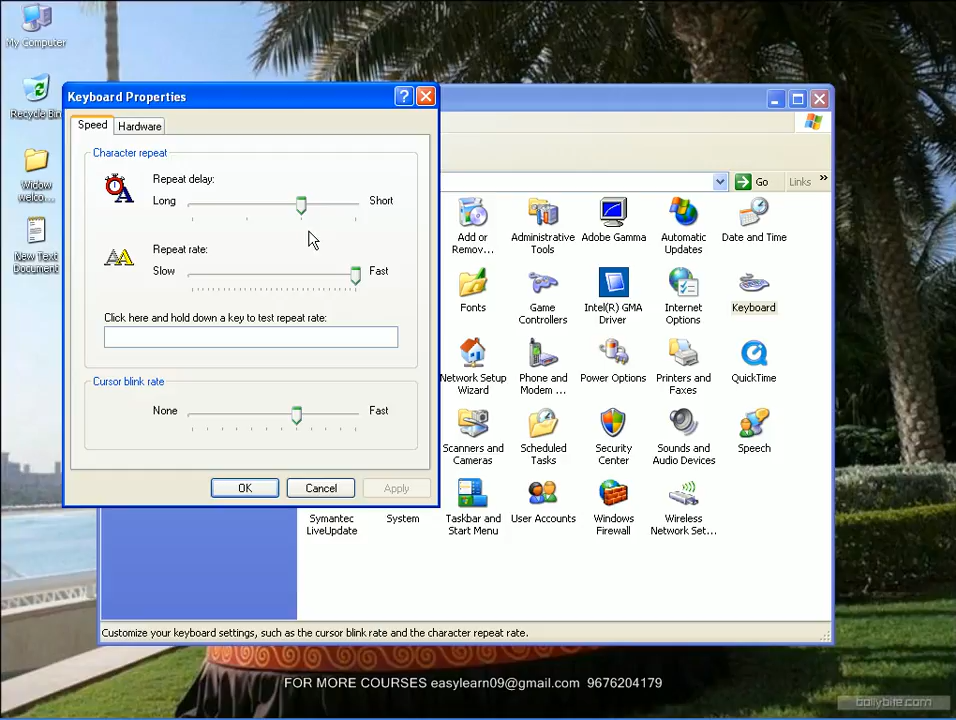 My Computer
Recycle Bin
Widow
welco...
New Text
Document
Keyboard Properties
Speed
Hardware
Character repeat
Repeat delay:
Long
Short
Repeat rate:
Slow
Fast
Click here and hold down a key to test repeat rate:
Cursor blink rate
None
Fast
OK
Cancel
Apply
Go
Links
Add or
Remov...
Administrative
Tools
Adobe Gamma
Automatic
Updates
Date and Time
Fonts
Game
Controllers
Intel(R) GMA
Driver
Internet
Options
Keyboard
Network Setup
Wizard
Phone and
Modem ...
Power Options
Printers and
Faxes
QuickTime
Scanners and
Cameras
Scheduled
Tasks
Security
Center
Sounds and
Audio Devices
Speech
Symantec
LiveUpdate
System
Taskbar and
Start Menu
User Accounts
Windows
Firewall
Wireless
Network Set...
Customize your keyboard settings, such as the cursor blink rate and the character repeat rate.
FOR MORE COURSES easylearn09@gmail.com 9676204179
bollybite.com